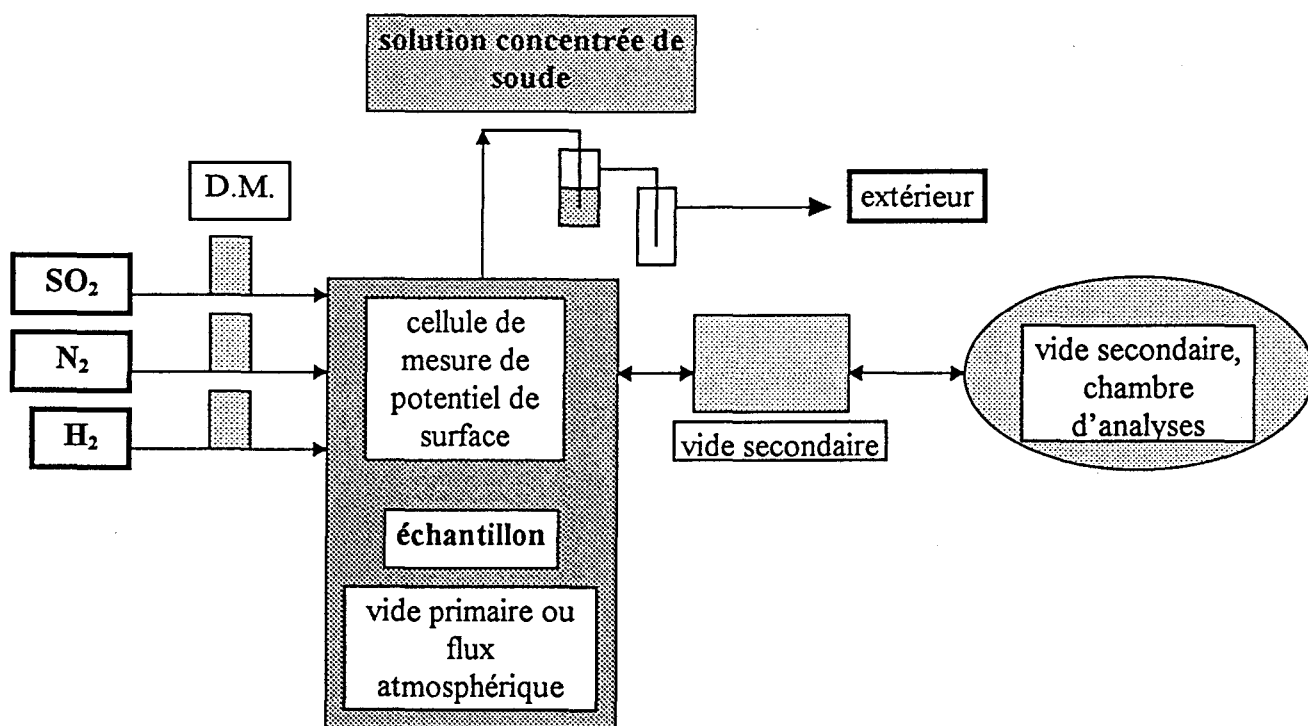 solution concentrée de
soude
D.M.
extérieur
SO₂
N₂
H₂
cellule de
mesure de
potentiel de
surface
vide secondaire
vide secondaire,
chambre
d'analyses
échantillon
vide primaire ou
flux
atmosphérique